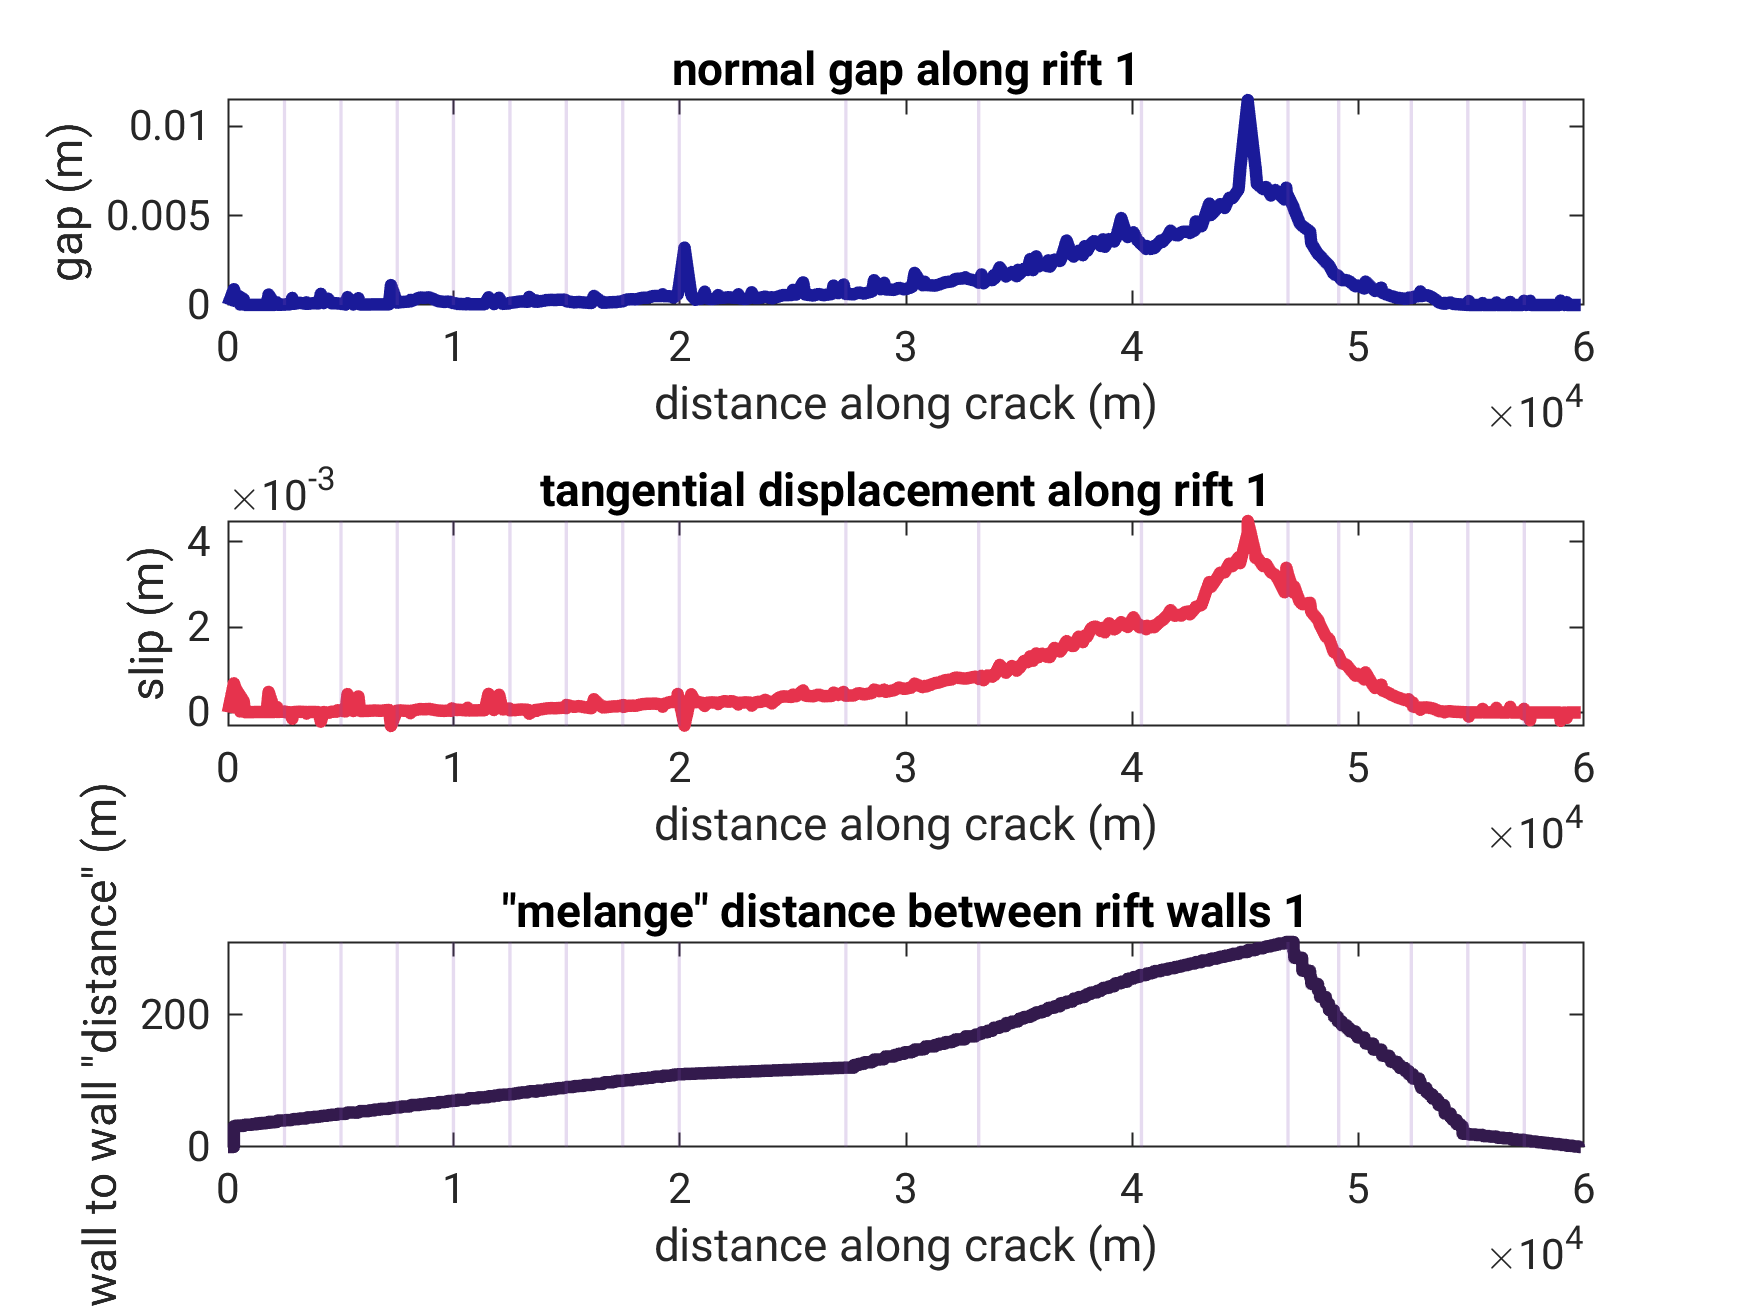 normal gap along rift 1
gap (m)
0.01
0.005
0
0 1 2 3 4 5 6
distance along crack (m)
×10⁴
×10⁻³
tangential displacement along rift 1
slip (m)
4
2
0
0 1 2 3 4 5 6
distance along crack (m)
×10⁴
"melange" distance between rift walls 1
wall to wall "distance" (m)
200
0
0 1 2 3 4 5 6
distance along crack (m)
×10⁴